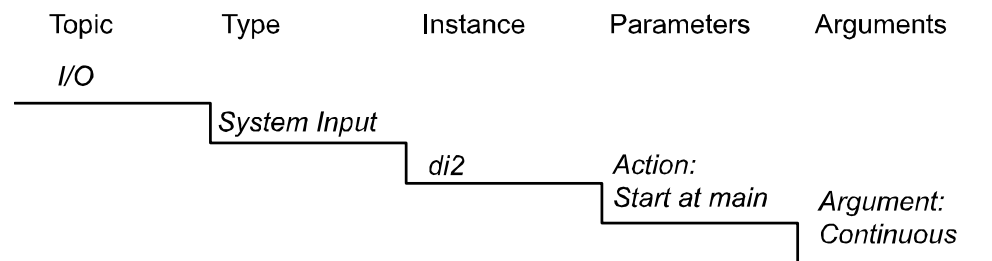 Topic Type Instance Parameters Arguments
I/O
System Input
di2
Action:
Start at main
Argument:
Continuous